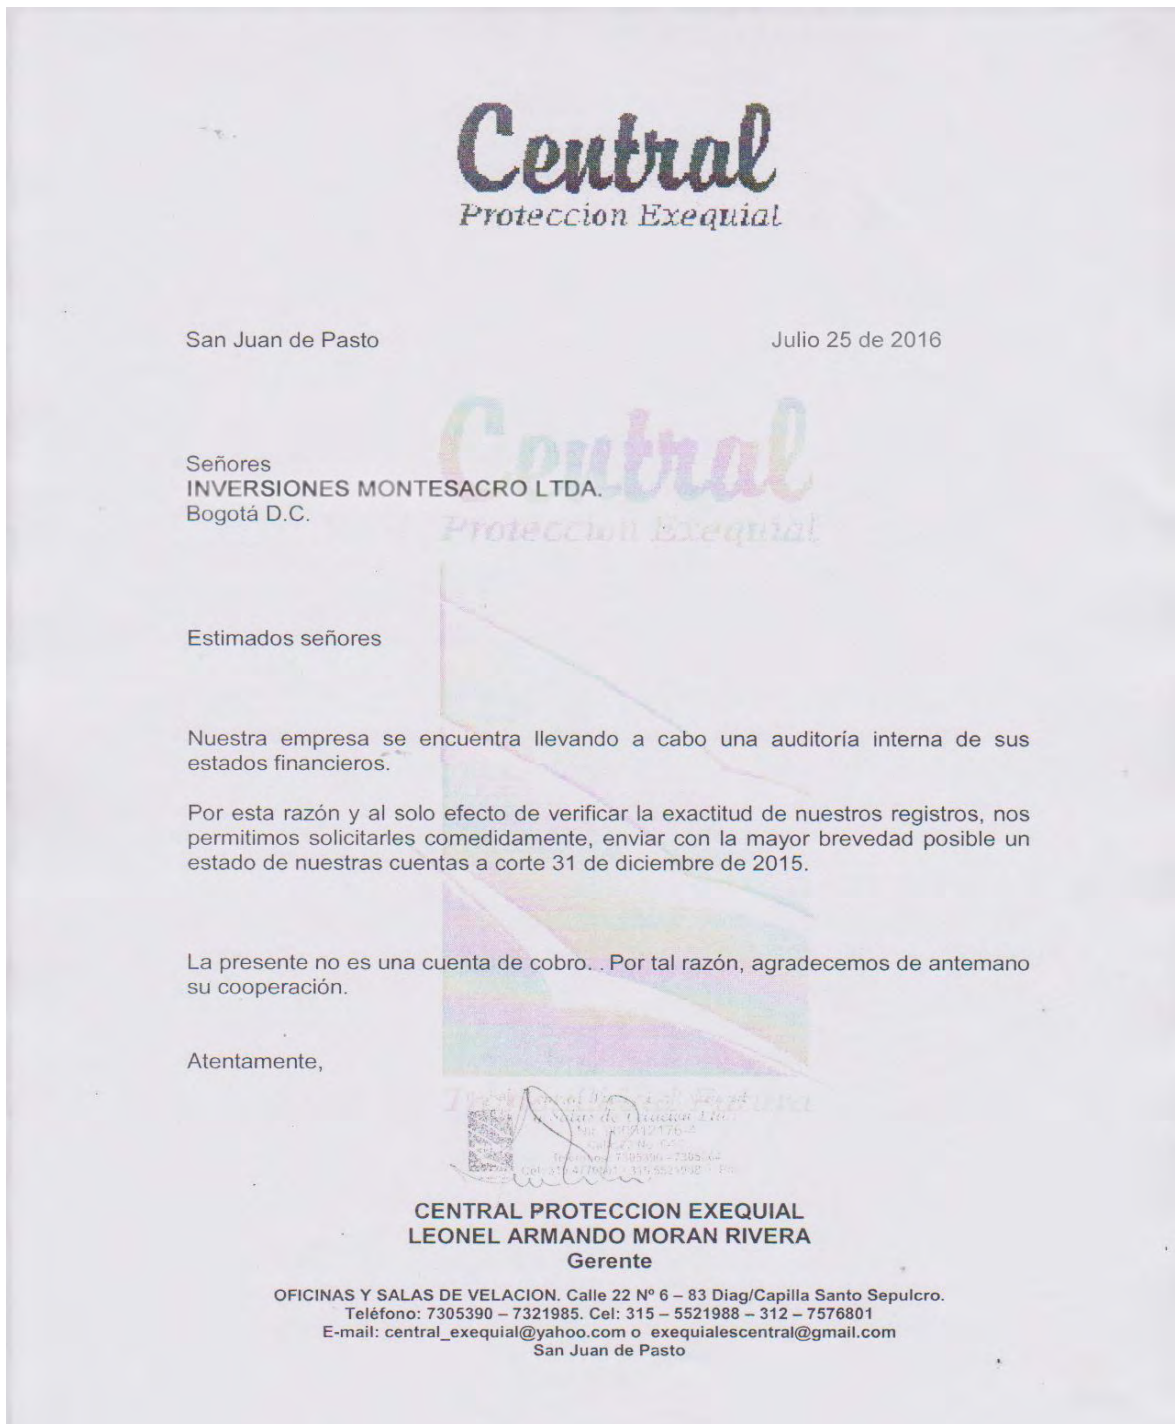 Central
Proteccion Exequial
San Juan de Pasto Julio 25 de 2016
Central
Proteccion Exequial
Señores
INVERSIONES MONTESACRO LTDA.
Bogotá D.C.
Estimados señores
Nuestra empresa se encuentra llevando a cabo una auditoría interna de sus
estados financieros.
Por esta razón y al solo efecto de verificar la exactitud de nuestros registros, nos
permitimos solicitarles comedidamente, enviar con la mayor brevedad posible un
estado de nuestras cuentas a corte 31 de diciembre de 2015.
La presente no es una cuenta de cobro. . Por tal razón, agradecemos de antemano
su cooperación.
Atentamente,
Salas de
CENTRAL PROTECCION EXEQUIAL
LEONEL ARMANDO MORAN RIVERA
Gerente
OFICINAS Y SALAS DE VELACION. Calle 22 Nº 6 – 83 Diag/Capilla Santo Sepulcro.
Teléfono: 7305390 – 7321985. Cel: 315 – 5521988 – 312 – 7576801
E-mail: central_exequial@yahoo.com o exequialescentral@gmail.com
San Juan de Pasto